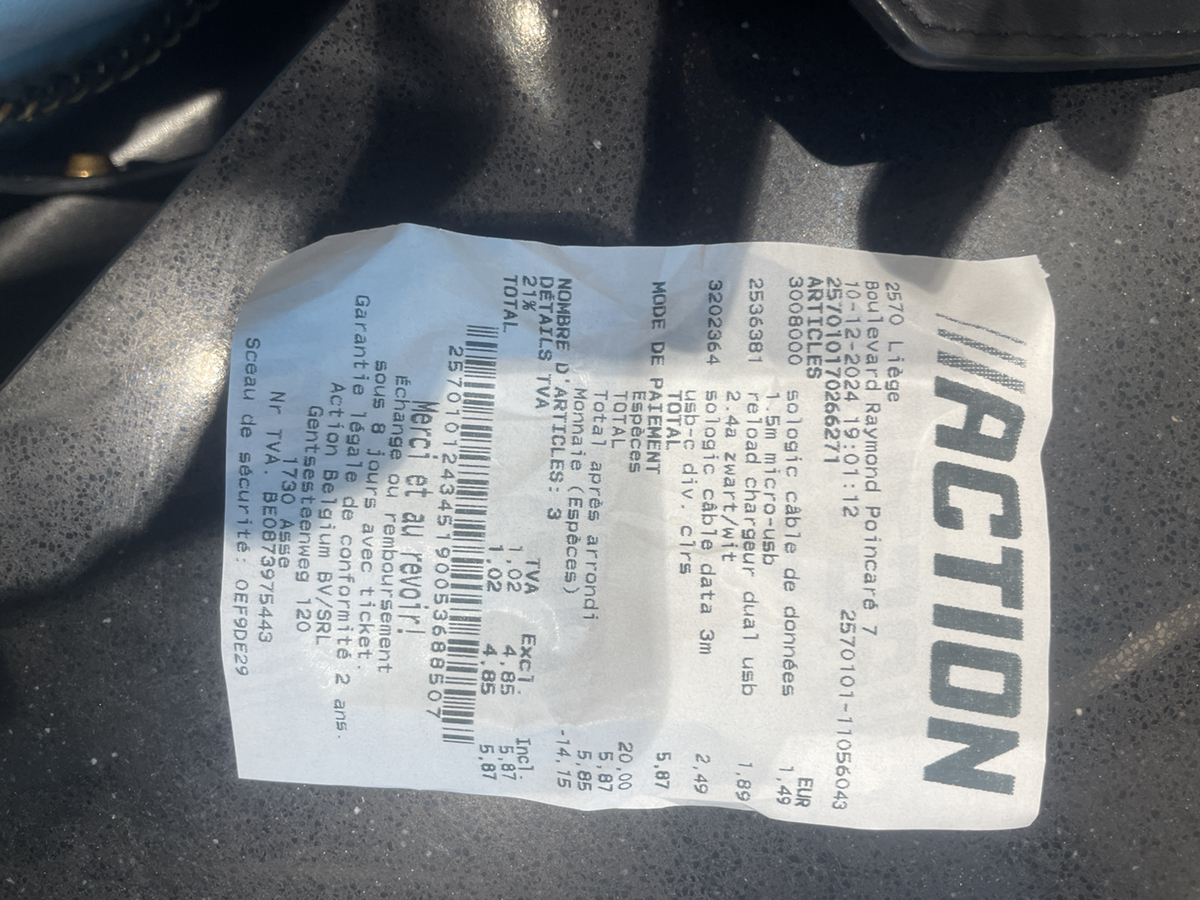 ACTION
2570 Liège
Boulevard Raymond Poincaré 7
10-12-2024 19:01:12 2570101-11056043
257010170266271
ARTICLES EUR
3008000 sologic câble de données 1,49
1.5m micro-usb
2536381 reload chargeur dual usb 1,89
2.4a zwart/wit
3202364 sologic câble data 3m 2,49
usb-c div. clrs
TOTAL 5,87
MODE DE PAIEMENT
Espèces 20,00
TOTAL 5,87
Total après arrondi 5,85
Monnaie (Espèces) -14,15
NOMBRE D'ARTICLES: 3
DÉTAILS TVA TVA Excl. Incl.
21% 1,02 4,85 5,87
TOTAL 1,02 4,85 5,87
257010124345190053688507
Merci et au revoir!
Échange ou remboursement
sous 8 jours avec ticket.
Garantie légale de conformité 2 ans.
Action Belgium BV/SRL
Gentsesteenweg 120
1730 Asse
Nr TVA: BE0873975443
Sceau de sécurité: 0EF9DE29